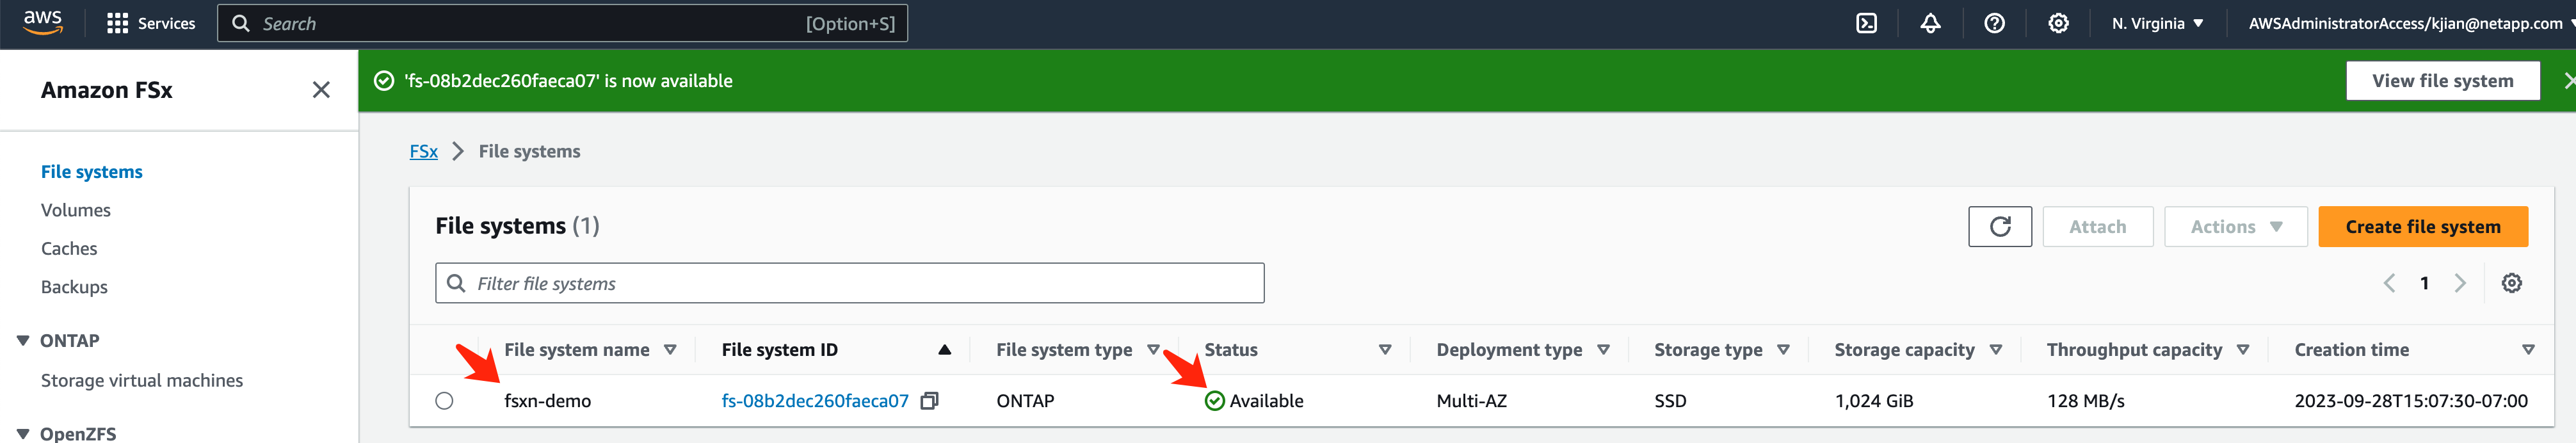 aws Services Search [Option+S] N. Virginia AWSAdministratorAccess/kjian@netapp.com
Amazon FSx
'fs-08b2dec260faeca07' is now available View file system
File systems
Volumes
Caches
Backups
ONTAP
Storage virtual machines
OpenZFS
FSx File systems
File systems (1) Attach Actions Create file system
Filter file systems 1
File system name File system ID File system type Status Deployment type Storage type Storage capacity Throughput capacity Creation time
fsxn-demo fs-08b2dec260faeca07 ONTAP Available Multi-AZ SSD 1,024 GiB 128 MB/s 2023-09-28T15:07:30-07:00